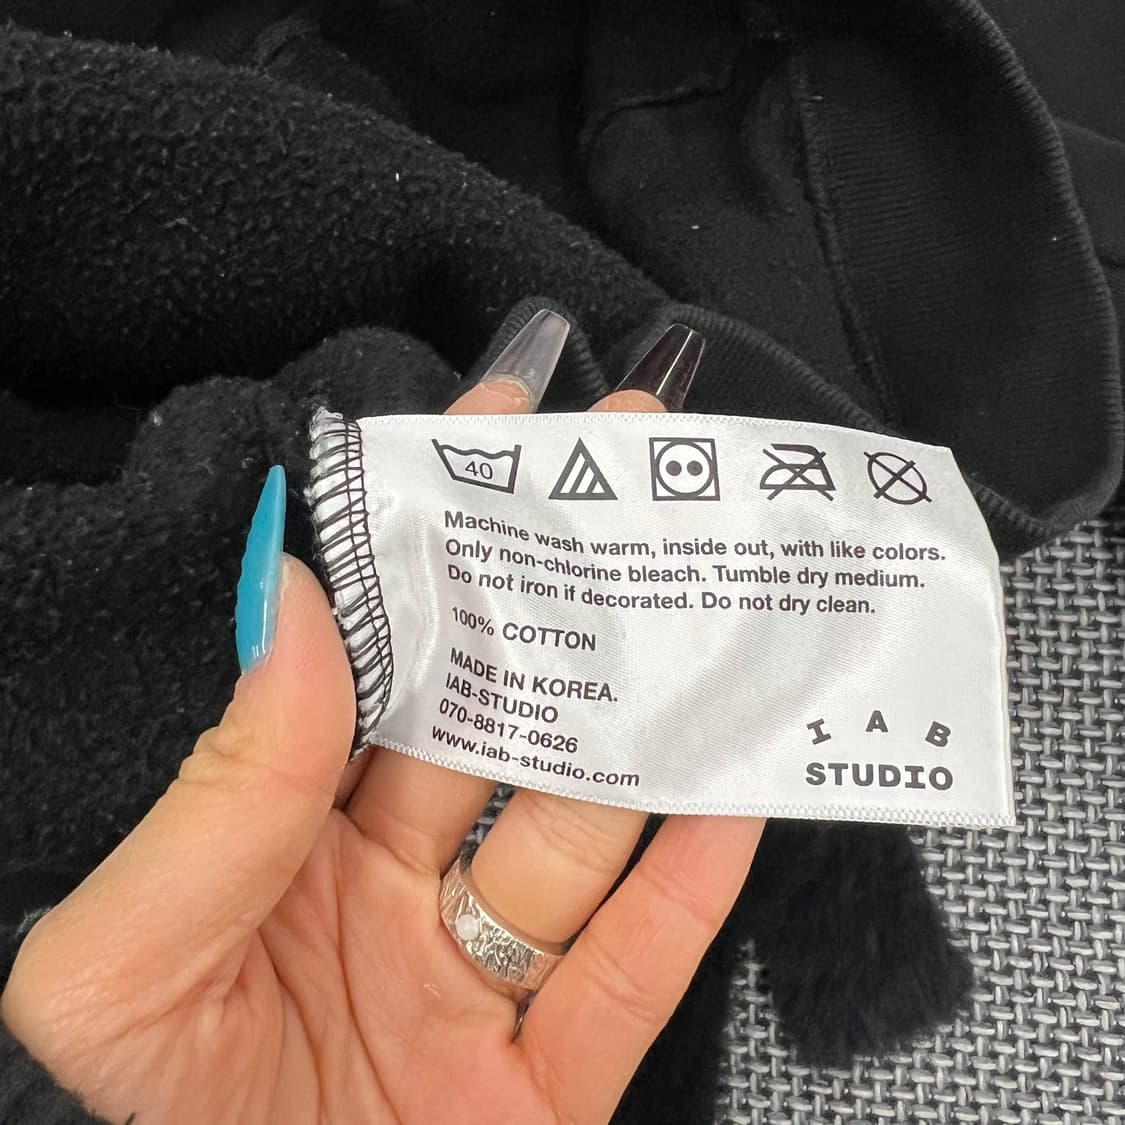 40
Machine wash warm, inside out, with like colors.
Only non-chlorine bleach. Tumble dry medium.
Do not iron if decorated. Do not dry clean.
100% COTTON
MADE IN KOREA.
IAB-STUDIO
070-8817-0626
www.iab-studio.com
I A B
STUDIO